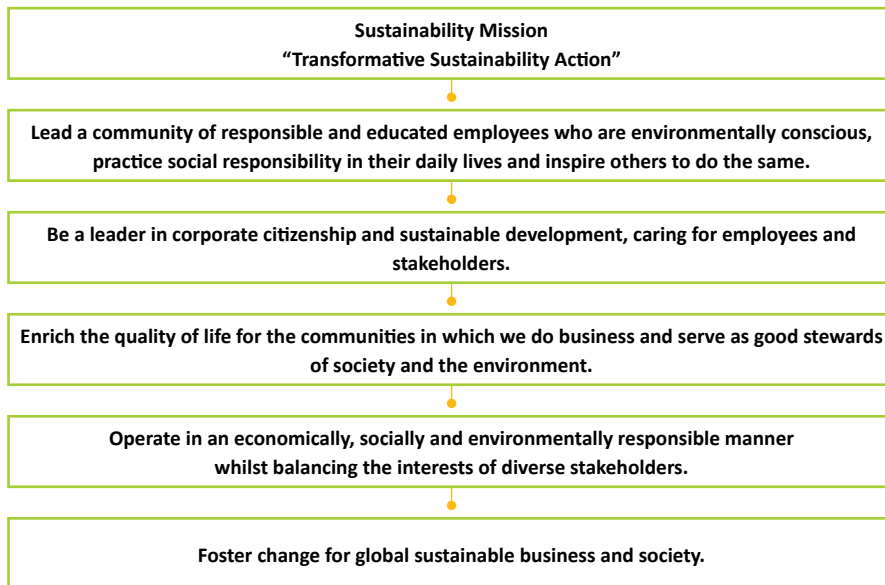 Sustainability Mission
“Transformative Sustainability Action”
Lead a community of responsible and educated employees who are environmentally conscious,
practice social responsibility in their daily lives and inspire others to do the same.
Be a leader in corporate citizenship and sustainable development, caring for employees and
stakeholders.
Enrich the quality of life for the communities in which we do business and serve as good stewards
of society and the environment.
Operate in an economically, socially and environmentally responsible manner
whilst balancing the interests of diverse stakeholders.
Foster change for global sustainable business and society.